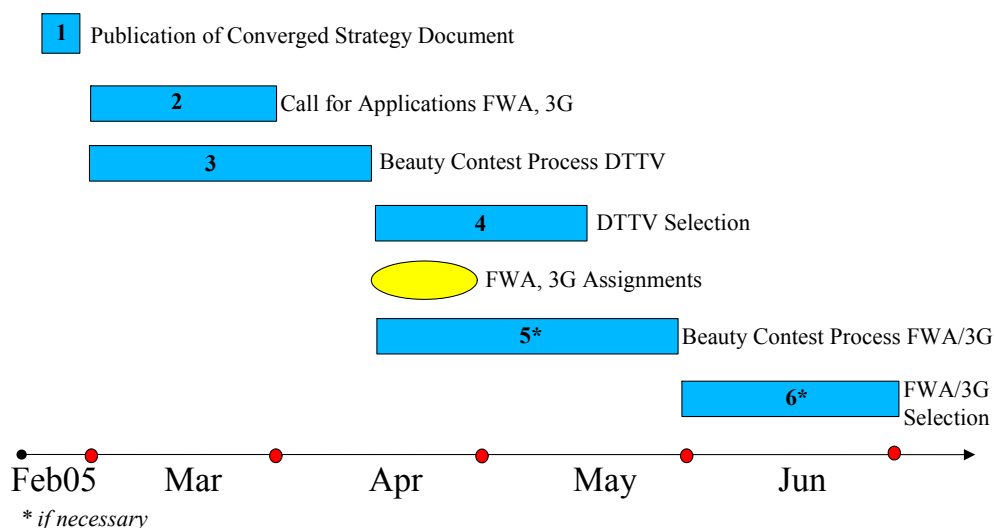 1 Publication of Converged Strategy Document
2 Call for Applications FWA, 3G
3 Beauty Contest Process DTTV
4 DTTV Selection
FWA, 3G Assignments
5* Beauty Contest Process FWA/3G
6* FWA/3G
Selection
Feb05 Mar Apr May Jun
* if necessary